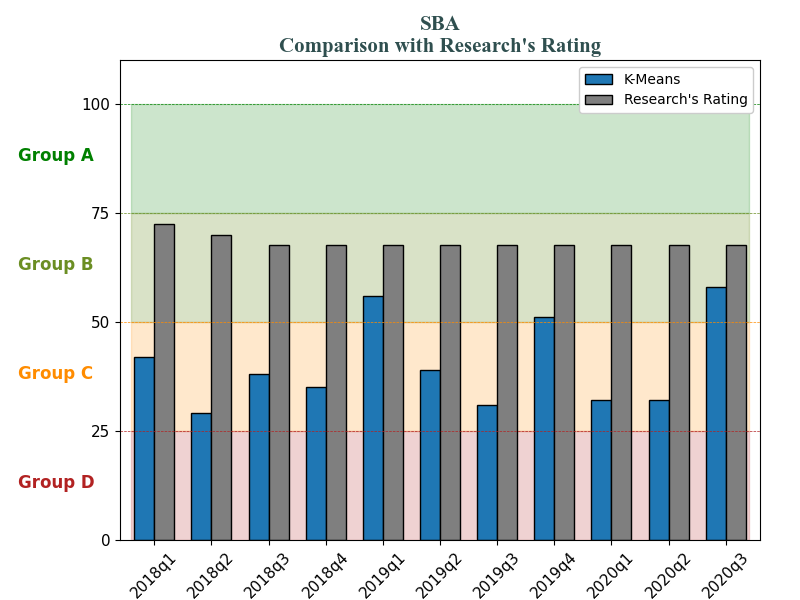 SBA
Comparison with Research's Rating
K-Means
Research's Rating
100
Group A
75
Group B
50
Group C
25
Group D
0
2018q1 2018q2 2018q3 2018q4 2019q1 2019q2 2019q3 2019q4 2020q1 2020q2 2020q3